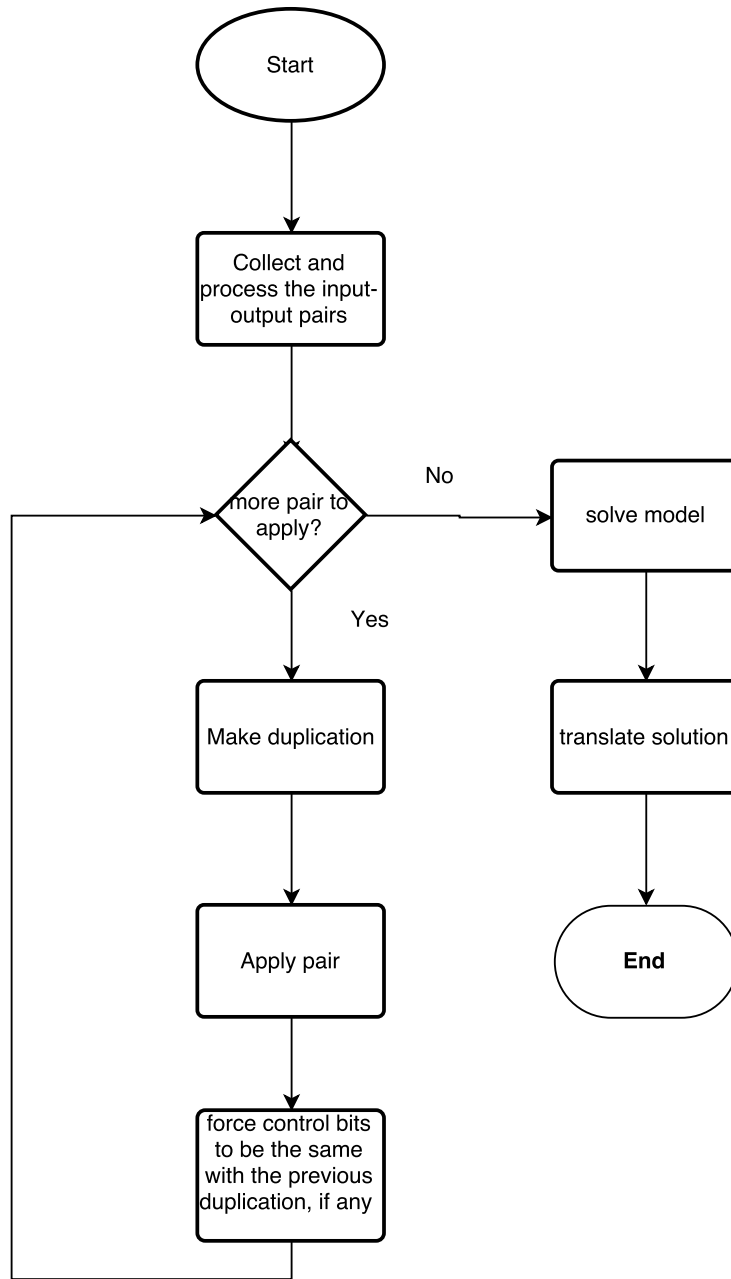 Start
Collect and
process the input-
output pairs
more pair to
apply?
No
solve model
Yes
Make duplication
translate solution
Apply pair
End
force control bits
to be the same
with the previous
duplication, if any